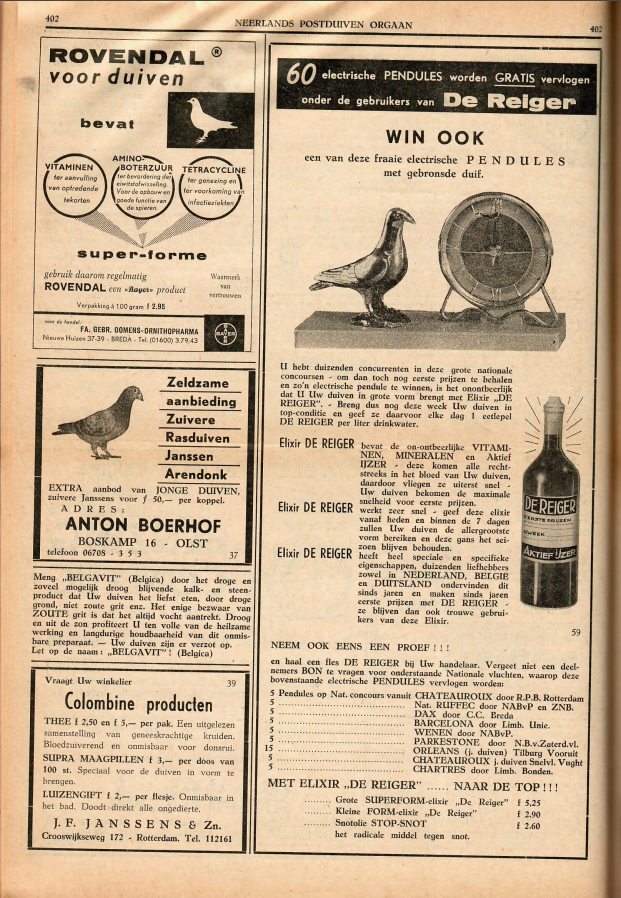 402
NEERLANDS POSTDUIVEN ORGAAN
402
ROVENDAL ®
voor duiven
bevat
VITAMINEN
ter aanvulling
van optredende
tekorten
AMINO-
BOTERZUUR
ter bevordering der
eiwitstofwisseling.
Voor de opbouw en
goede functie van
de spieren.
TETRACYCLINE
ter genezing en
ter voorkoming van
infectieziekten
super-forme
gebruik daarom regelmatig
ROVENDAL een «Bayer» product
Waarmerk
van
vertrouwen
Verpakking à 100 gram f 2.95
voor de handel:
FA. GEBR. OOMENS-ORNITHOPHARMA
Nieuwe Huizen 37-39 - BREDA - Tel. (01600) 3.79.43
BAYER
Zeldzame
aanbieding
Zuivere
Rasduiven
Janssen
Arendonk
EXTRA aanbod van JONGE DUIVEN,
zuivere Janssens voor f 50,— per koppel.
ADRES:
ANTON BOERHOF
BOSKAMP 16 - OLST
telefoon 06708 - 3 5 3
37
Meng „BELGAVIT” (Belgica) door het droge en
zoveel mogelijk droog blijvende kalk- en steen-
product dat Uw duiven het liefst eten, door droge
grond, niet zoute grit enz. Het enige bezwaar van
ZOUTE grit is dat het altijd vocht aantrekt. Droog
en uit de zon profiteert U ten volle van de heilzame
werking en langdurige houdbaarheid van dit onmis-
bare preparaat. — Uw duiven zijn er verzot op.
Let op de naam: „BELGAVIT”! (Belgica)
Vraagt Uw winkelier
39
Colombine producten
THEE f 2,50 en f 5,— per pak. Een uitgelezen
samenstelling van geneeskrachtige kruiden.
Bloedzuiverend en onmisbaar voor donsrui.
SUPRA MAAGPILLEN f 3,— per doos van
100 st. Speciaal voor de duiven in vorm te
brengen.
LUIZENGIFT f 2,— per flesje. Onmisbaar in
het bad. Doodt direkt alle ongedierte.
J. F. JANSSENS & Zn.
Crooswijkseweg 172 - Rotterdam. Tel. 112161
60 electrische PENDULES worden GRATIS vervlogen
onder de gebruikers van De Reiger
WIN OOK
een van deze fraaie electrische PENDULES
met gebronsde duif.
U hebt duizenden concurrenten in deze grote nationale
concoursen - om dan toch nog eerste prijzen te behalen
en zo'n electrische pendule te winnen, is het onontbeerlijk
dat U Uw duiven in grote vorm brengt met Elixir „DE
REIGER”. - Breng dus nog deze week Uw duiven in
top-conditie en geef ze daarvoor elke dag 1 eetlepel
DE REIGER per liter drinkwater.
Elixir DE REIGER bevat de on-ontbeerlijke VITAMI-
NEN, MINERALEN en Aktief
IJZER - deze komen alle recht-
streeks in het bloed van Uw duiven,
daardoor vliegen ze uiterst snel -
Uw duiven bekomen de maximale
snelheid voor eerste prijzen.
Elixir DE REIGER werkt zeer snel - geef deze elixir
vanaf heden en binnen de 7 dagen
zullen Uw duiven de allergrootste
vorm bereiken en deze gans het sei-
zoen blijven behouden.
Elixir DE REIGER heeft heel speciale en specifieke
eigenschappen, duizenden liefhebbers
zowel in NEDERLAND, BELGIE
en DUITSLAND ondervinden dit
sinds jaren en maken sinds jaren
eerste prijzen met DE REIGER -
ze blijven dan ook trouwe gebrui-
kers van deze Elixir.
DE REIGER
WEEK
AKTIEF IJZER
59
NEEM OOK EENS EEN PROEF!!!
en haal een fles DE REIGER bij Uw handelaar. Vergeet niet een deel-
nemers BON te vragen voor onderstaande Nationale vluchten, waarop deze
bovenstaande electrische PENDULES vervlogen worden:
5 Pendules op Nat. concours vanuit CHATEAUROUX door R.P.B. Rotterdam
5 ........ Nat. RUFFEC door NABvP en ZNB.
5 ........ DAX door C.C. Breda
5 ........ BARCELONA door Limb. Unie.
5 ........ WENEN door NABvP.
5 ........ PARKESTONE door N.B.v.Zaterd.vl.
15 ........ ORLEANS (j. duiven) Tilburg Vooruit
5 ........ CHATEAUROUX j. duiven Snelvl. Vught
5 ........ CHARTRES door Limb. Bonden.
MET ELIXIR „DE REIGER” ...... NAAR DE TOP!!!
........ Grote SUPERFORM-elixir „De Reiger” f 5,25
........ Kleine FORM-elixir „De Reiger” f 2.90
........ Snotolie STOP-SNOT f 2.60
het radicale middel tegen snot.